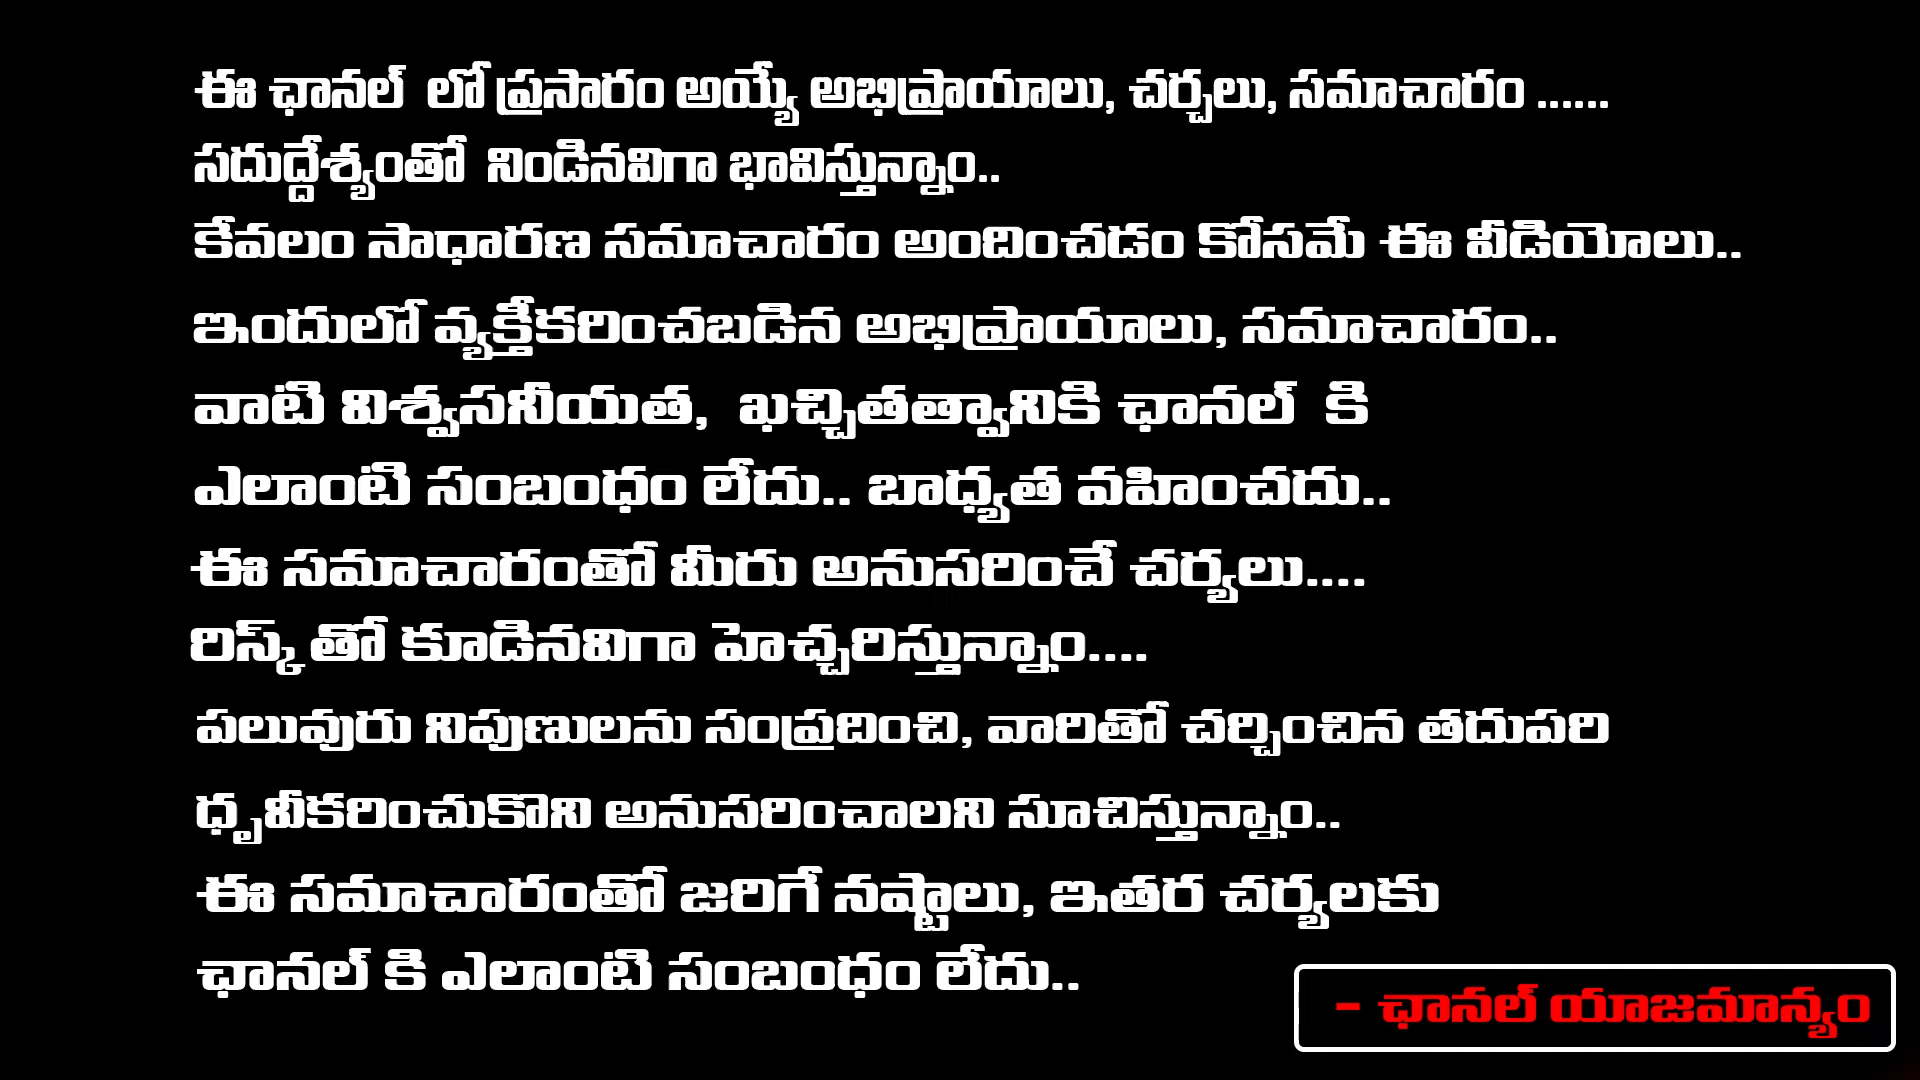 ఈ ఛానల్ లో ప్రసారం అయ్యే అభిప్రాయాలు, చర్చలు, సమాచారం ......
సదుద్దేశ్యంతో నిండినవిగా భావిస్తున్నాం..
కేవలం సాధారణ సమాచారం అందించడం కోసమే ఈ వీడియోలు..
ఇందులో వ్యక్తీకరించబడిన అభిప్రాయాలు, సమాచారం..
వాటి విశ్వసనీయత, ఖచ్చితత్వానికి ఛానల్ కి
ఎలాంటి సంబంధం లేదు.. బాధ్యత వహించదు..
ఈ సమాచారంతో మీరు అనుసరించే చర్యలు....
రిస్క్ తో కూడినవిగా హెచ్చరిస్తున్నాం....
పలువురు నిపుణులను సంప్రదించి, వారితో చర్చించిన తదుపరి
ధృవీకరించుకొని అనుసరించాలని సూచిస్తున్నాం..
ఈ సమాచారంతో జరిగే నష్టాలు, ఇతర చర్యలకు
ఛానల్ కి ఎలాంటి సంబంధం లేదు..
- ఛానల్ యాజమాన్యం